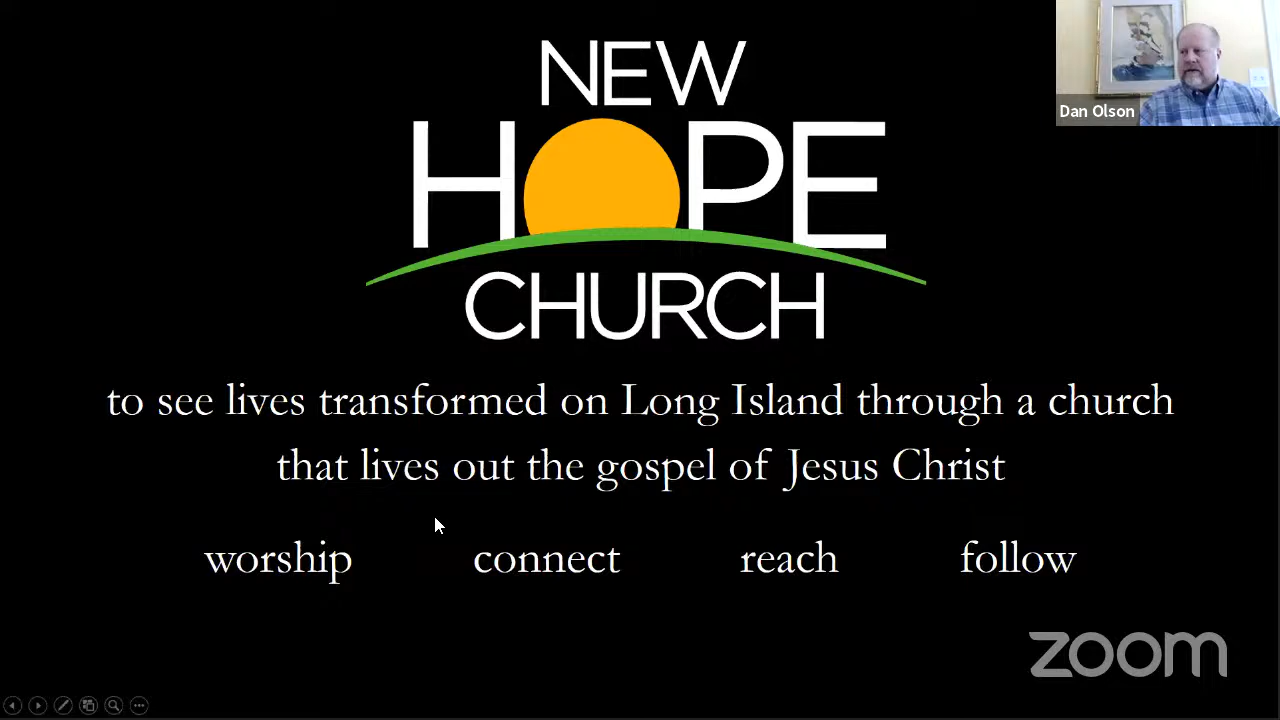 NEW
HOPE
CHURCH
Dan Olson
to see lives transformed on Long Island through a church
that lives out the gospel of Jesus Christ
worship connect reach follow
zoom